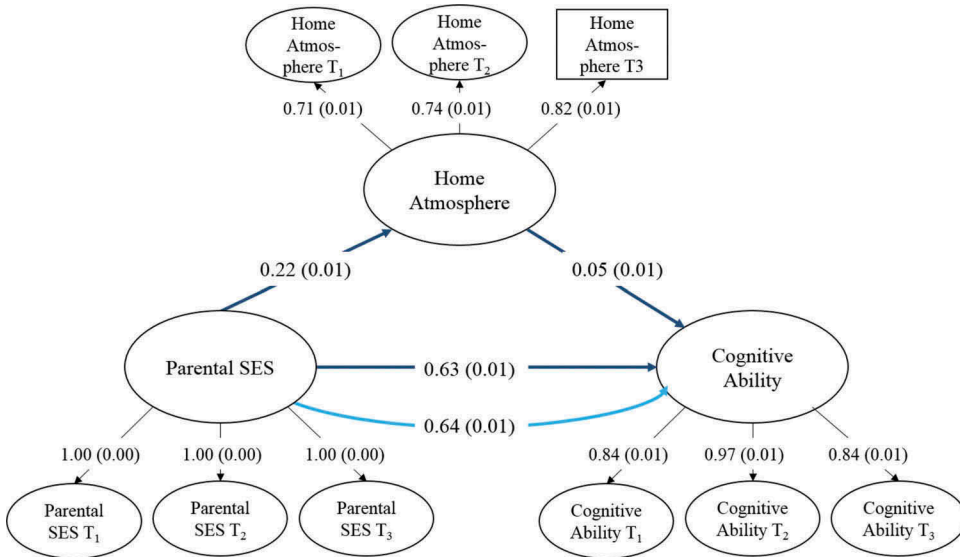 Home
Atmos-
phere T₁
Home
Atmos-
phere T₂
Home
Atmos-
phere T3
0.71 (0.01)
0.74 (0.01)
0.82 (0.01)
Home
Atmosphere
0.22 (0.01)
0.05 (0.01)
Parental SES
0.63 (0.01)
Cognitive
Ability
0.64 (0.01)
1.00 (0.00)
1.00 (0.00)
1.00 (0.00)
0.84 (0.01)
0.97 (0.01)
0.84 (0.01)
Parental
SES T₁
Parental
SES T₂
Parental
SES T₃
Cognitive
Ability T₁
Cognitive
Ability T₂
Cognitive
Ability T₃